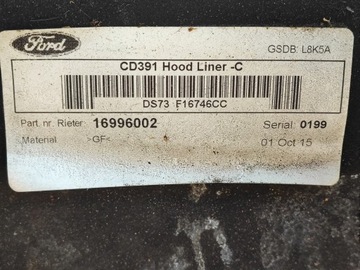 Ford
GSDB: L8K5A
CD391 Hood Liner -C
DS73 F16746CC
Part nr. Rieter: 16996002
Serial: 0199
Material >GF<
01 Oct 15